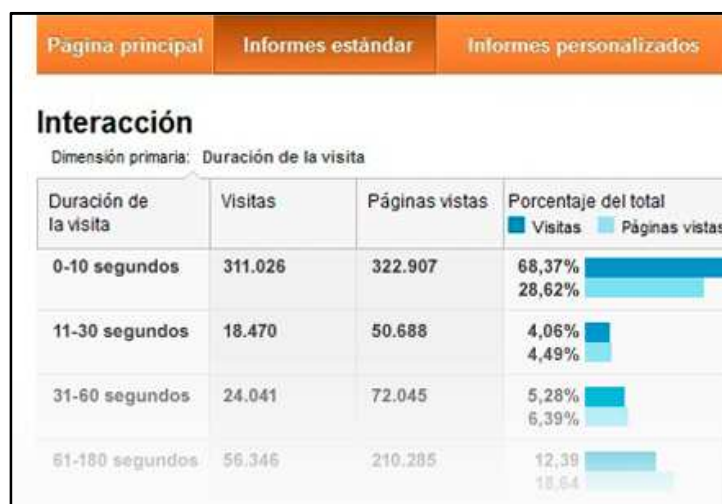 Página principal Informes estándar Informes personalizados
Interacción
Dimensión primaria: Duración de la visita
Duración de la visita Visitas Páginas vistas Porcentaje del total
Visitas Páginas vistas
0-10 segundos 311.026 322.907 68,37%
28,62%
11-30 segundos 18.470 50.688 4,06%
4,49%
31-60 segundos 24.041 72.045 5,28%
6,39%
61-180 segundos 56.346 210.285 12,39
18,64